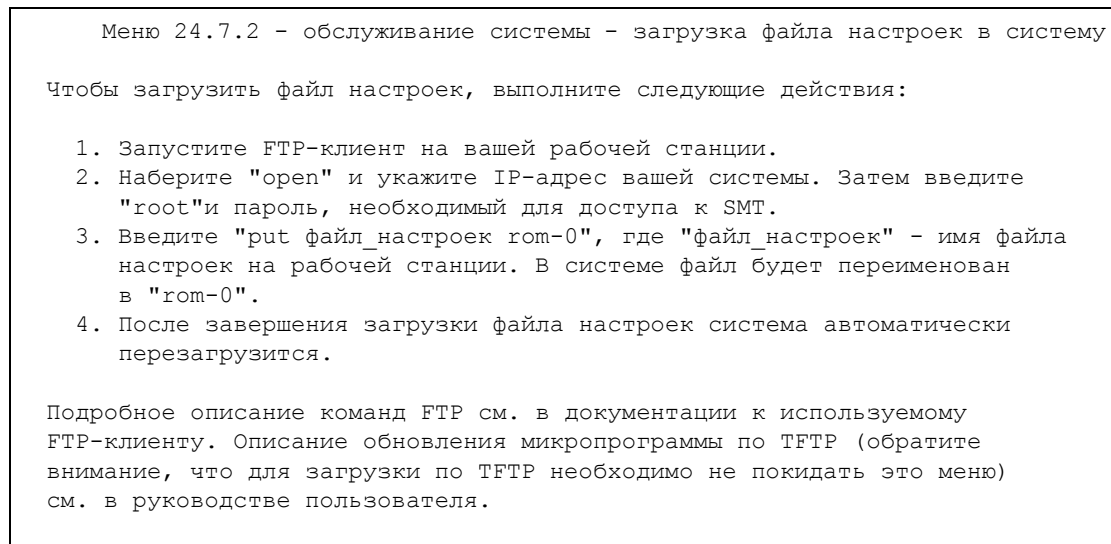 Меню 24.7.2 - обслуживание системы - загрузка файла настроек в систему
Чтобы загрузить файл настроек, выполните следующие действия:
1. Запустите FTP-клиент на вашей рабочей станции.
2. Наберите "open" и укажите IP-адрес вашей системы. Затем введите
"root"и пароль, необходимый для доступа к SMT.
3. Введите "put файл_настроек rom-0", где "файл_настроек" - имя файла
настроек на рабочей станции. В системе файл будет переименован
в "rom-0".
4. После завершения загрузки файла настроек система автоматически
перезагрузится.
Подробное описание команд FTP см. в документации к используемому
FTP-клиенту. Описание обновления микропрограммы по TFTP (обратите
внимание, что для загрузки по TFTP необходимо не покидать это меню)
см. в руководстве пользователя.